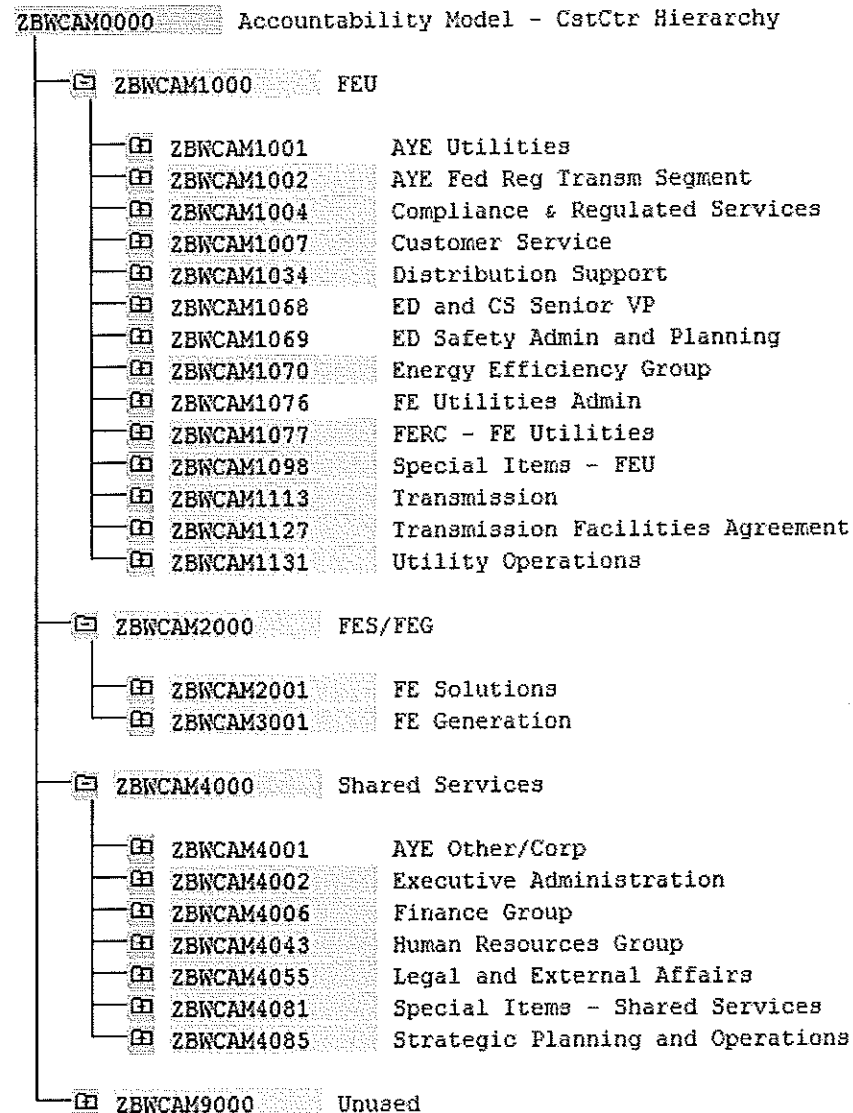 ZBWCAM0000 Accountability Model - CstCtr Hierarchy
ZBWCAM1000 FEU
ZBWCAM1001 AYE Utilities
ZBWCAM1002 AYE Fed Reg Transm Segment
ZBWCAM1004 Compliance & Regulated Services
ZBWCAM1007 Customer Service
ZBWCAM1034 Distribution Support
ZBWCAM1068 ED and CS Senior VP
ZBWCAM1069 ED Safety Admin and Planning
ZBWCAM1070 Energy Efficiency Group
ZBWCAM1076 FE Utilities Admin
ZBWCAM1077 FERC - FE Utilities
ZBWCAM1098 Special Items - FEU
ZBWCAM1113 Transmission
ZBWCAM1127 Transmission Facilities Agreement
ZBWCAM1131 Utility Operations
ZBWCAM2000 FES/FEG
ZBWCAM2001 FE Solutions
ZBWCAM3001 FE Generation
ZBWCAM4000 Shared Services
ZBWCAM4001 AYE Other/Corp
ZBWCAM4002 Executive Administration
ZBWCAM4006 Finance Group
ZBWCAM4043 Human Resources Group
ZBWCAM4055 Legal and External Affairs
ZBWCAM4081 Special Items - Shared Services
ZBWCAM4085 Strategic Planning and Operations
ZBWCAM9000 Unused